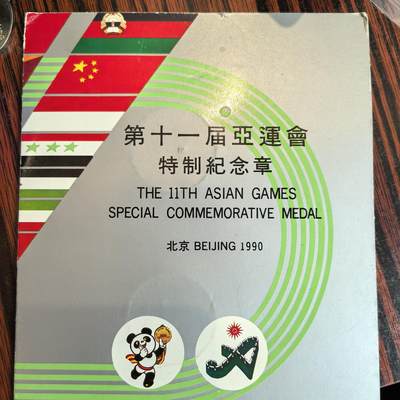 第十一届亞運會
特制紀念章
THE 11TH ASIAN GAMES
SPECIAL COMMEMORATIVE MEDAL
北京 BEIJING 1990